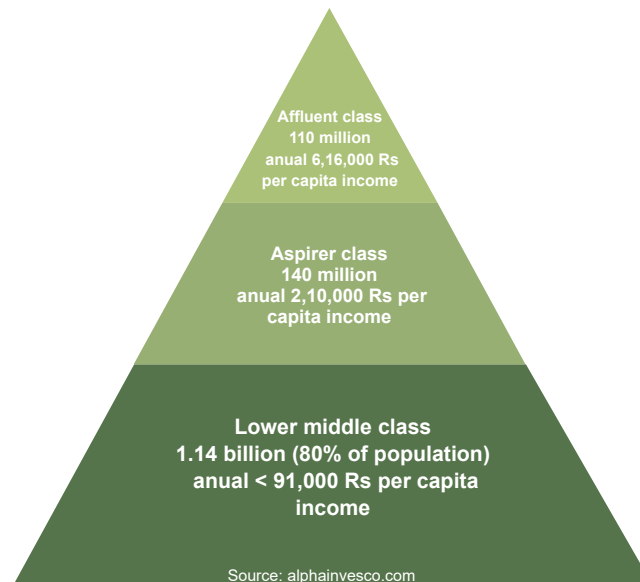 Affluent class
110 million
anual 6,16,000 Rs
per capita income
Aspirer class
140 million
anual 2,10,000 Rs per
capita income
Lower middle class
1.14 billion (80% of population)
anual < 91,000 Rs per capita
income
Source: alphainvesco.com